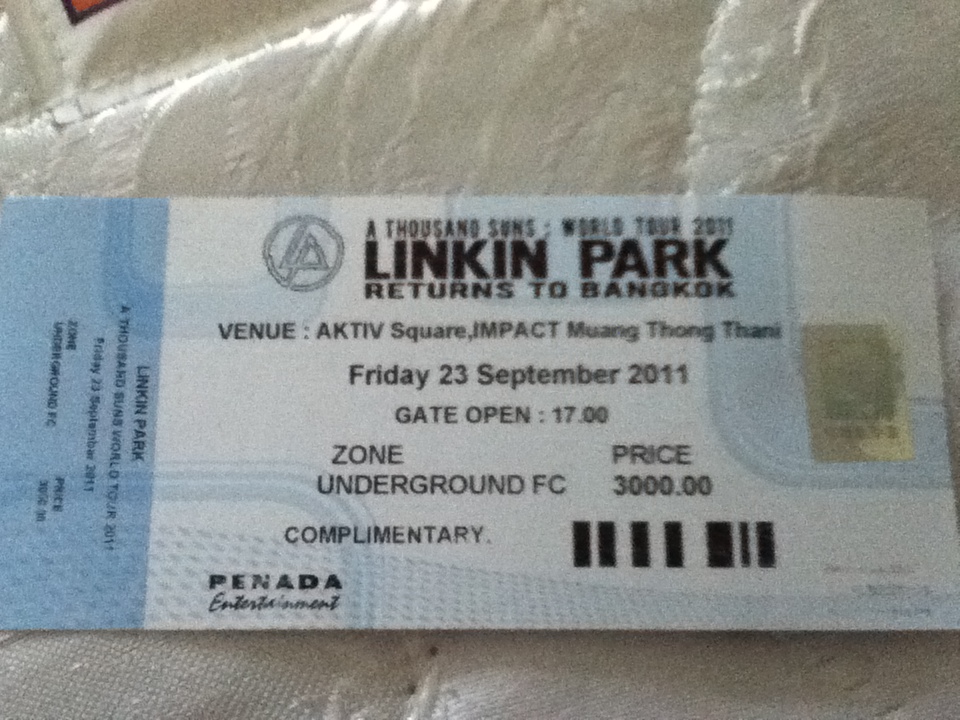 A THOUSAND SUNS : WORLD TOUR 2011
LINKIN PARK
RETURNS TO BANGKOK
VENUE : AKTIV Square,IMPACT Muang Thong Thani
Friday 23 September 2011
GATE OPEN : 17.00
ZONE PRICE
UNDERGROUND FC 3000.00
COMPLIMENTARY.
PENADA
Entertainment
LINKIN PARK
A THOUSAND SUNS WORLD TOUR 2011
Friday 23 September 2011
ZONE PRICE
UNDERGROUND FC 3000.00